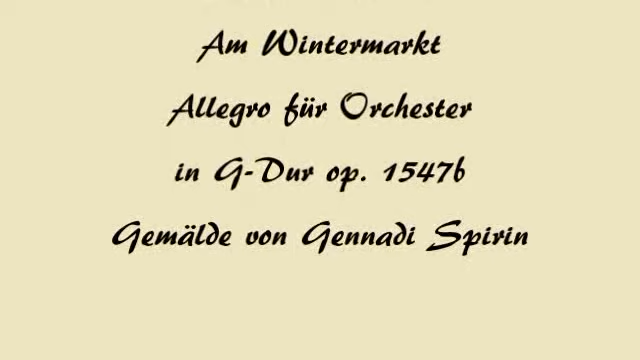 Am Wintermarkt
Allegro für Orchester
in G-Dur op. 1547b
Gemälde von Gennadi Spirin